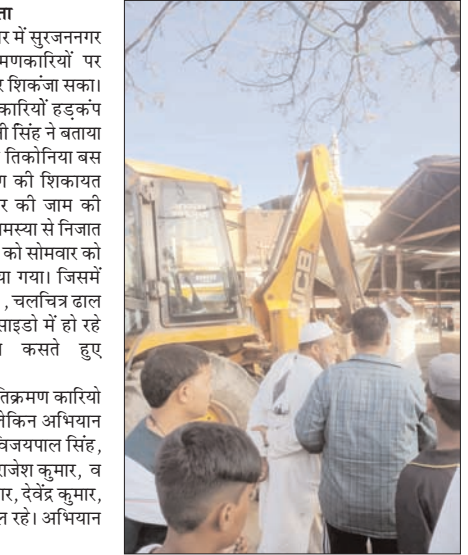 ता
र में सुरजननगर
मणकारियों पर
र शिकंजा सका।
कारियों हड़कंप
ी सिंह ने बताया
तिकोनिया बस
ण की शिकायत
र की जाम की
मस्या से निजात
को सोमवार को
या गया। जिसमें
, चलचित्र ढाल
साइडो में हो रहे
कसते हुए
तिक्रमण कारियो
लेकिन अभियान
विजयपाल सिंह,
राजेश कुमार, व
ार, देवेंद्र कुमार,
ल रहे। अभियान
JCB